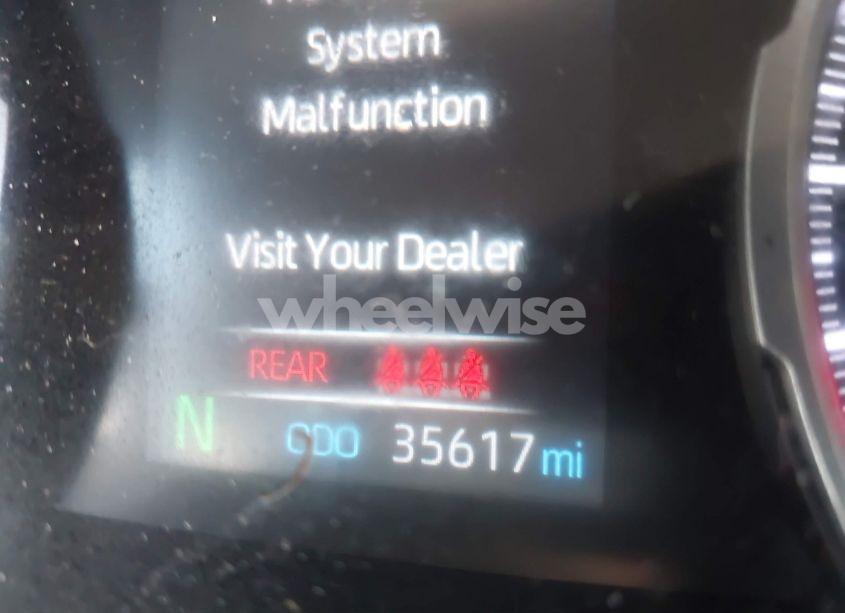 System
Malfunction
Visit Your Dealer
wheelwise
REAR
N ODO 35617 mi